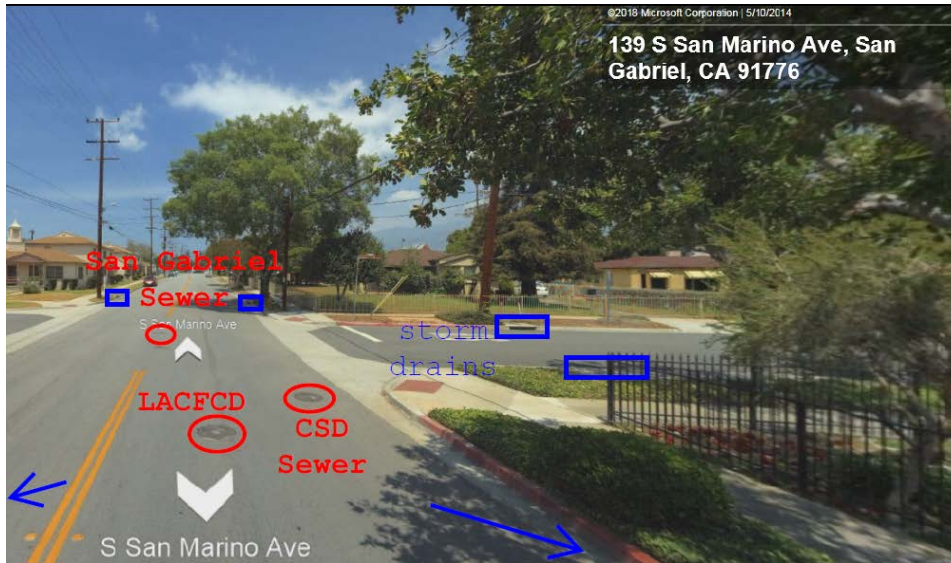 ©2018 Microsoft Corporation | 5/10/2014
139 S San Marino Ave, San
Gabriel, CA 91776
San Gabriel
Sewer
S San Marino Ave
storm
drains
LACFCD
CSD
Sewer
S San Marino Ave